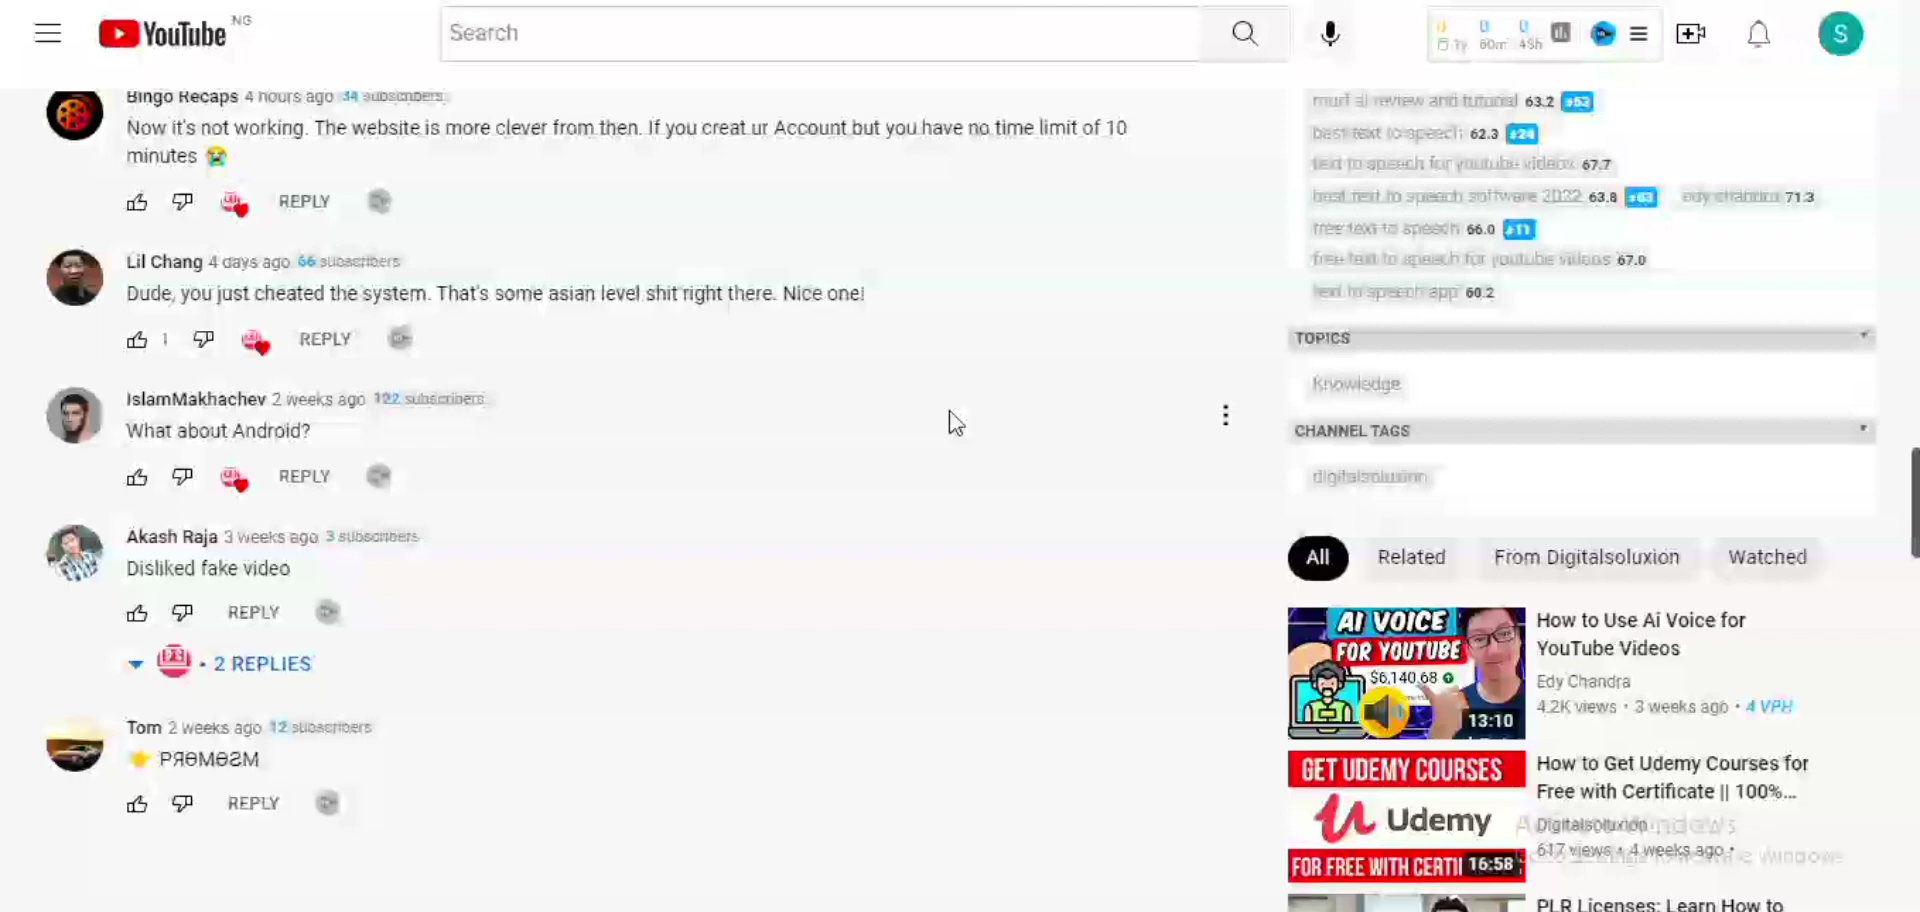 YouTube NG
Search
0 0 0
1y 60m 48h
S
Bingo Recaps 4 hours ago 34 subscribers
Now it's not working. The website is more clever from then. If you creat ur Account but you have no time limit of 10
minutes 😭
REPLY
Lil Chang 4 days ago 66 subscribers
Dude, you just cheated the system. That's some asian level shit right there. Nice one!
1 REPLY
IslamMakhachev 2 weeks ago 122 subscribers
What about Android?
REPLY
Akash Raja 3 weeks ago 3 subscribers
Disliked fake video
REPLY
• 2 REPLIES
Tom 2 weeks ago 12 subscribers
⭐ PЯѲMѲƧM
REPLY
murf ai review and tutorial 63.2 #52
best text to speech 62.3 #24
text to speech for youtube videos 67.7
best text to speech software 2022 63.8 #63 edy chandra 71.3
free text to speech 66.0 #11
free text to speech for youtube videos 67.0
text to speech app 60.2
TOPICS
Knowledge
CHANNEL TAGS
digitalsoluxion
All Related From Digitalsoluxion Watched
AI VOICE
FOR YOUTUBE
$6,140.68
13:10
How to Use Ai Voice for
YouTube Videos
Edy Chandra
4.2K views • 3 weeks ago • 4 VPH
GET UDEMY COURSES
Udemy
FOR FREE WITH CERTI
16:58
How to Get Udemy Courses for
Free with Certificate || 100%...
Digitalsoluxion
617 views • 4 weeks ago •
PLR Licenses: Learn How to